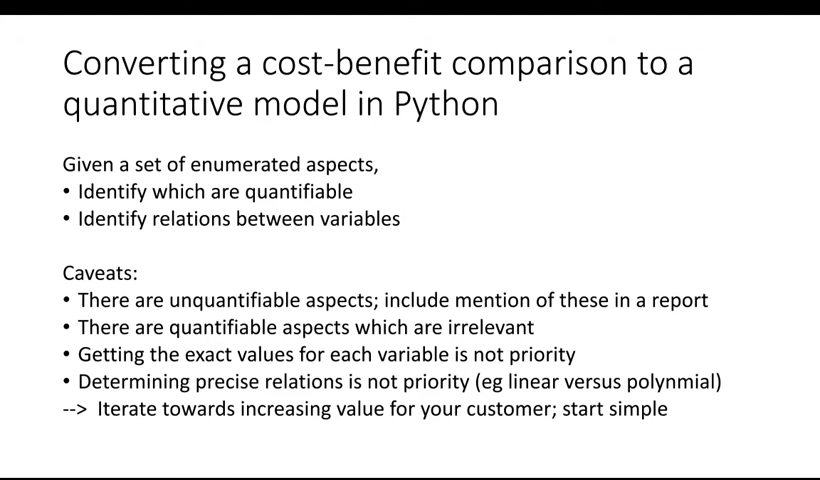 Converting a cost-benefit comparison to a
quantitative model in Python
Given a set of enumerated aspects,
• Identify which are quantifiable
• Identify relations between variables
Caveats:
• There are unquantifiable aspects; include mention of these in a report
• There are quantifiable aspects which are irrelevant
• Getting the exact values for each variable is not priority
• Determining precise relations is not priority (eg linear versus polynmial)
--> Iterate towards increasing value for your customer; start simple